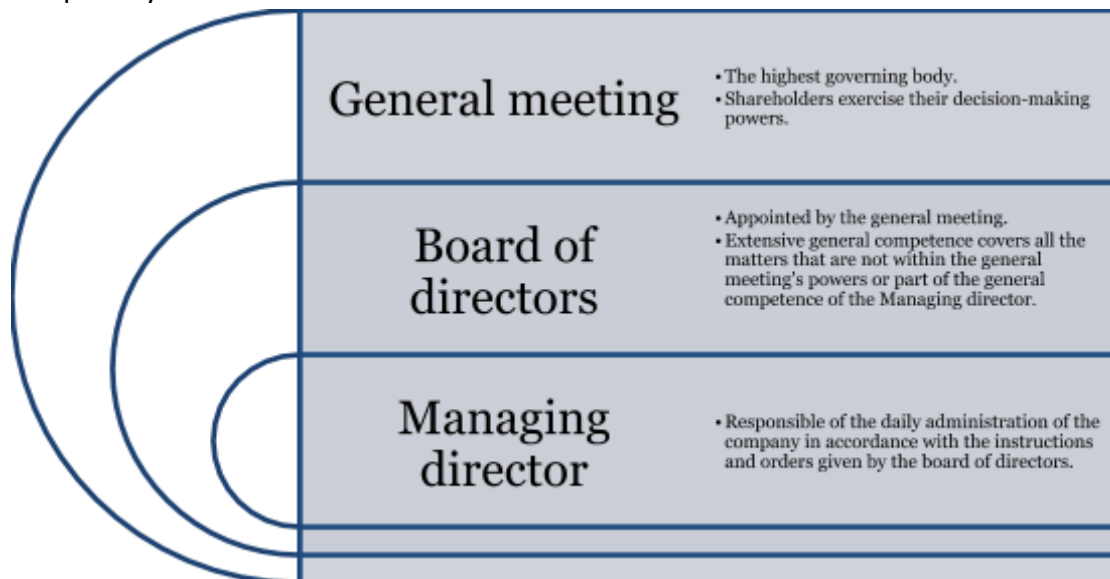 General meeting
• The highest governing body.
• Shareholders exercise their decision-making
powers.
Board of
directors
• Appointed by the general meeting.
• Extensive general competence covers all the
matters that are not within the general
meeting's powers or part of the general
competence of the Managing director.
Managing
director
• Responsible of the daily administration of the
company in accordance with the instructions
and orders given by the board of directors.